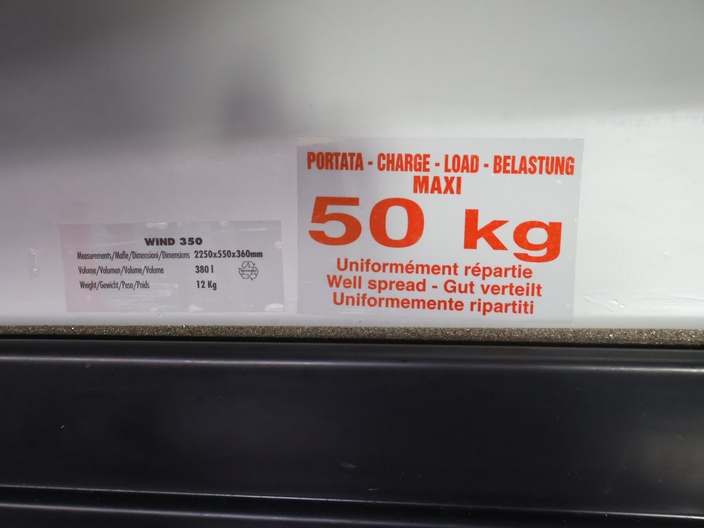 WIND 350
Measurements/Maße/Dimensioni/Dimensions 2250x550x360mm
Volume/Volumen/Volume/Volume 380 l
Weight/Gewicht/Peso/Poids 12 Kg
PORTATA - CHARGE - LOAD - BELASTUNG
MAXI
50 kg
Uniformément répartie
Well spread - Gut verteilt
Uniformemente ripartiti